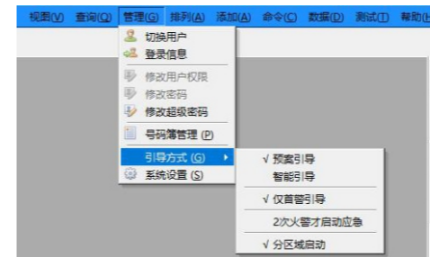 视图(V) 查询(Q) 管理(G) 排列(A) 添加(A) 命令(C) 数据(D) 测试(T) 帮助(H
切换用户
登录信息
修改用户权限
修改密码
修改超级密码
号码簿管理 (P)
引导方式 (G)
系统设置 (S)
√ 预案引导
智能引导
√ 仅首警引导
2次火警才启动应急
√ 分区域启动